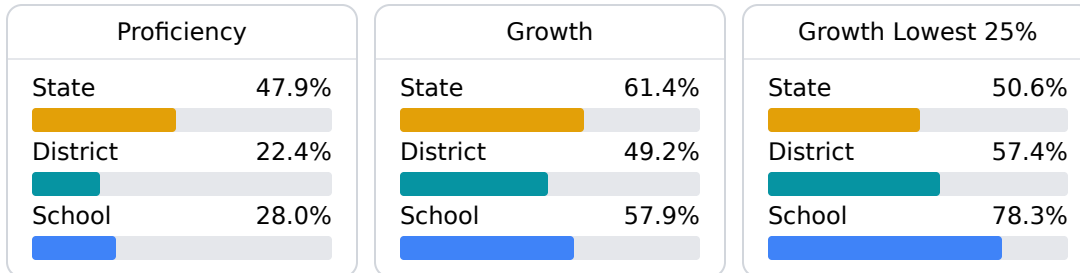 Proficiency
State 47.9%
District 22.4%
School 28.0%
Growth
State 61.4%
District 49.2%
School 57.9%
Growth Lowest 25%
State 50.6%
District 57.4%
School 78.3%